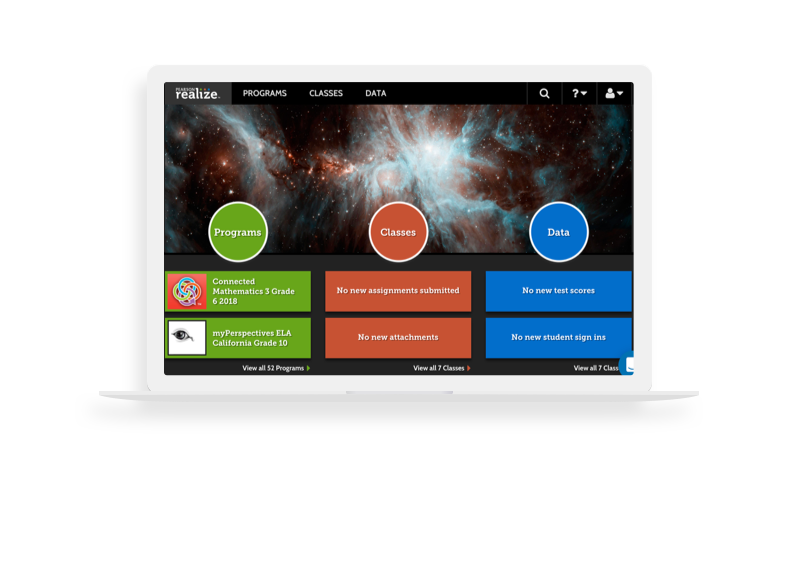 PEARSON
realize.
PROGRAMS
CLASSES
DATA
?
Programs
Classes
Data
Connected
Mathematics 3 Grade
6 2018
No new assignments submitted
No new test scores
myPerspectives ELA
California Grade 10
No new attachments
No new student sign ins
View all 52 Programs
View all 7 Classes
View all 7 Class